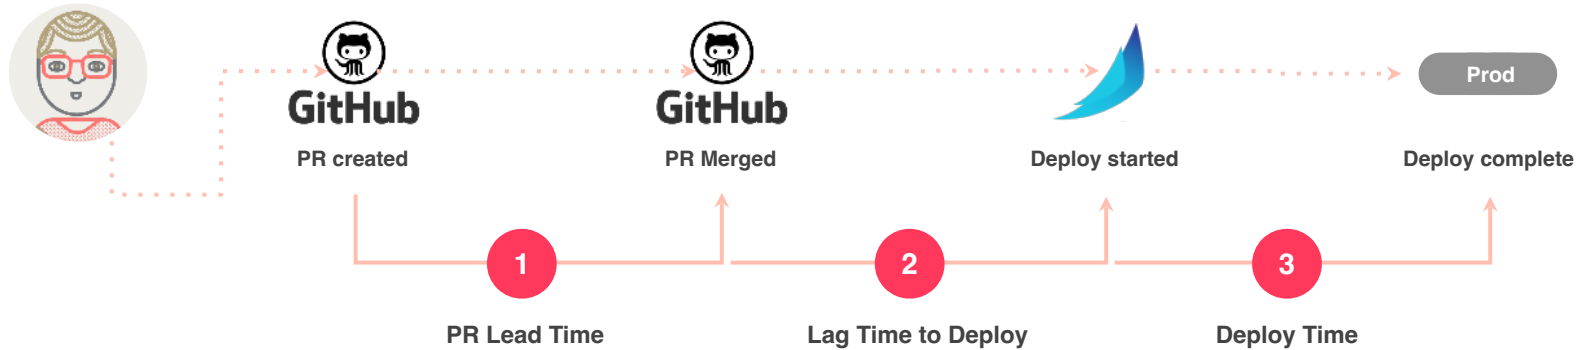 GitHub
GitHub
Prod
PR created
PR Merged
Deploy started
Deploy complete
1
2
3
PR Lead Time
Lag Time to Deploy
Deploy Time